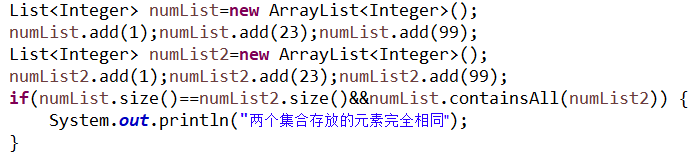 List<Integer> numList=new ArrayList<Integer>();
numList.add(1);numList.add(23);numList.add(99);
List<Integer> numList2=new ArrayList<Integer>();
numList2.add(1);numList2.add(23);numList2.add(99);
if(numList.size()==numList2.size()&&numList.containsAll(numList2)) {
System.out.println("两个集合存放的元素完全相同");
}